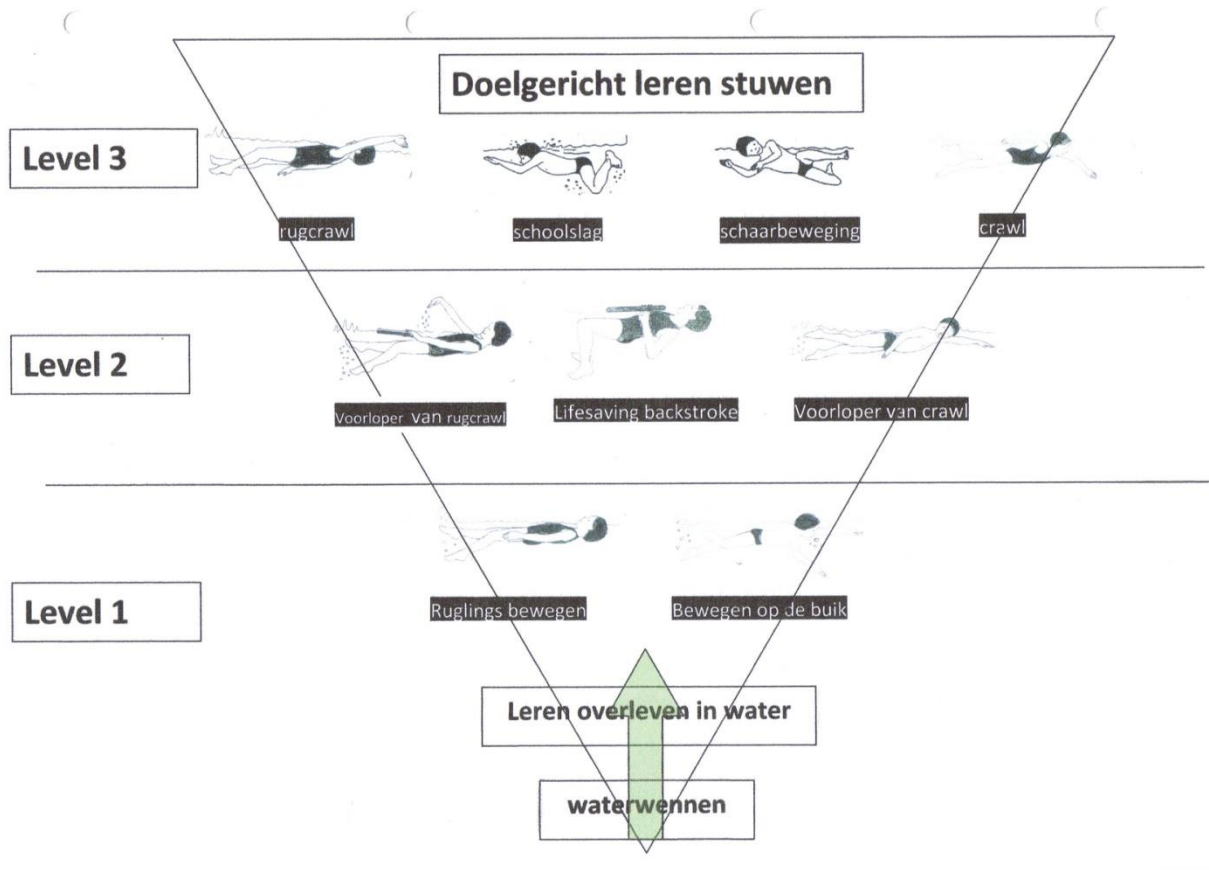 Doelgericht leren stuwen
Level 3
rugcrawl
schoolslag
schaarbeweging
crawl
Level 2
Voorloper van rugcrawl
Lifesaving backstroke
Voorloper van crawl
Level 1
Ruglings bewegen
Bewegen op de buik
Leren overleven in water
waterwennen